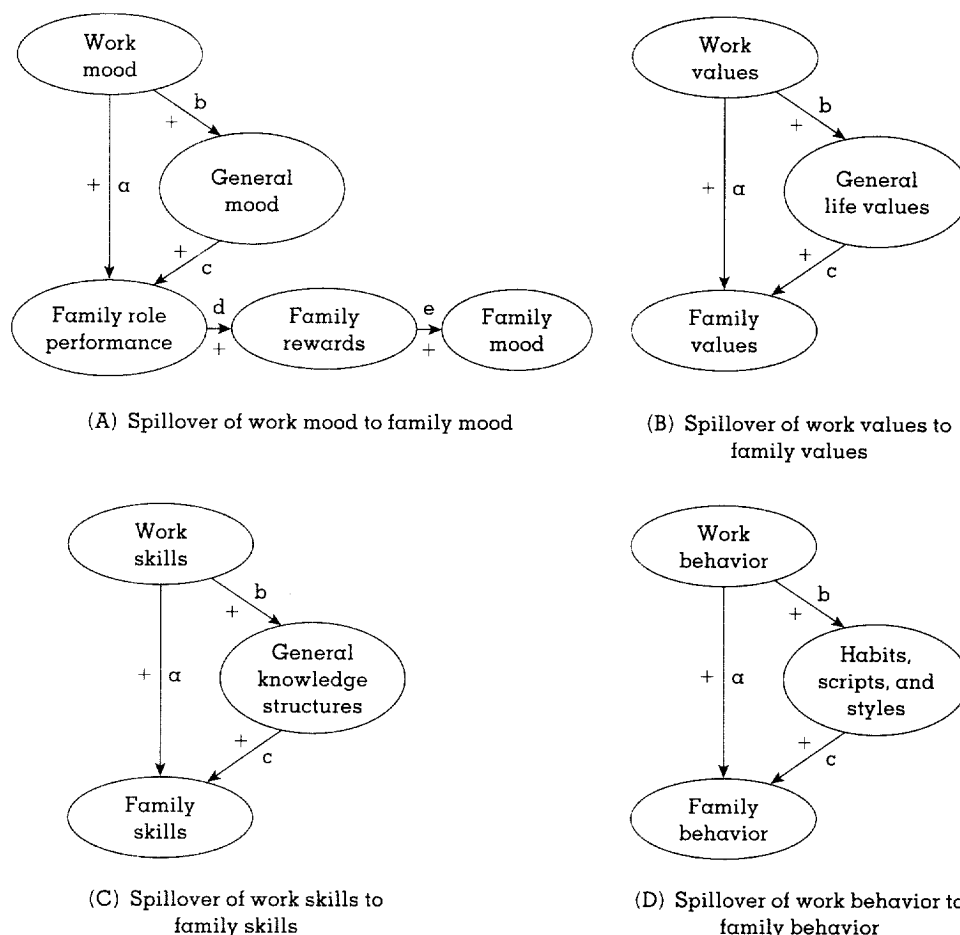 Work
mood
b
+
General
mood
+ α
+
c
Family role
performance
d
+
Family
rewards
e
+
Family
mood
(A) Spillover of work mood to family mood
Work
values
b
+
General
life values
+ α
+
c
Family
values
(B) Spillover of work values to
family values
Work
skills
b
+
General
knowledge
structures
+ α
+
c
Family
skills
(C) Spillover of work skills to
family skills
Work
behavior
b
+
Habits,
scripts, and
styles
+ α
+
c
Family
behavior
(D) Spillover of work behavior to
family behavior